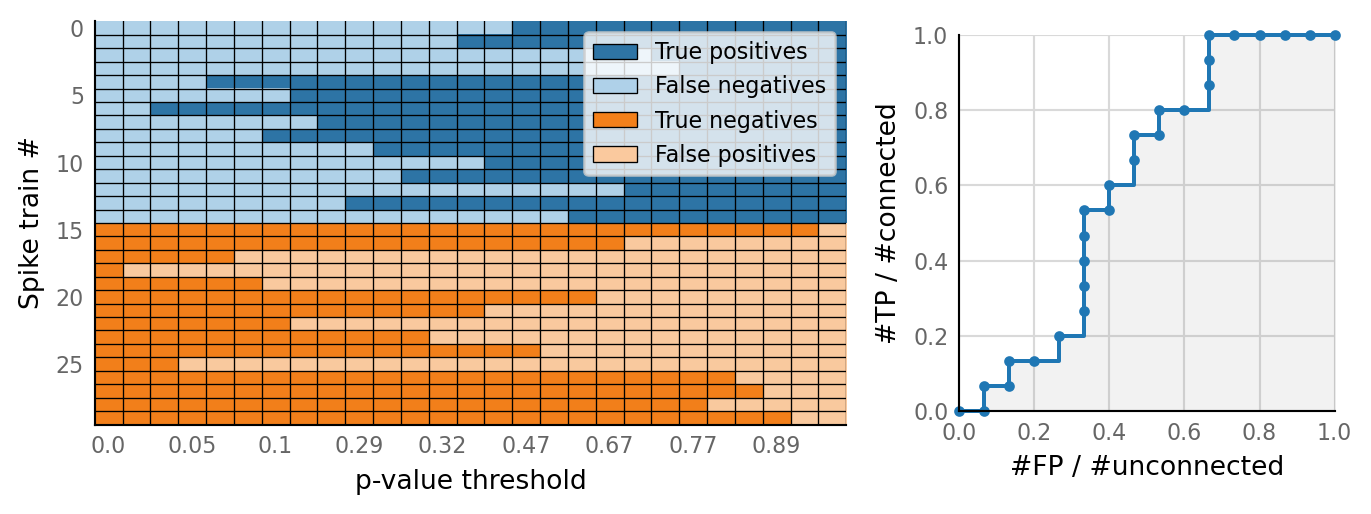 0
5
10
15
20
25
Spike train #
True positives
False negatives
True negatives
False positives
0.0 0.05 0.1 0.29 0.32 0.47 0.67 0.77 0.89
p-value threshold
1.0
0.8
0.6
0.4
0.2
0.0
#TP / #connected
0.0 0.2 0.4 0.6 0.8 1.0
#FP / #unconnected